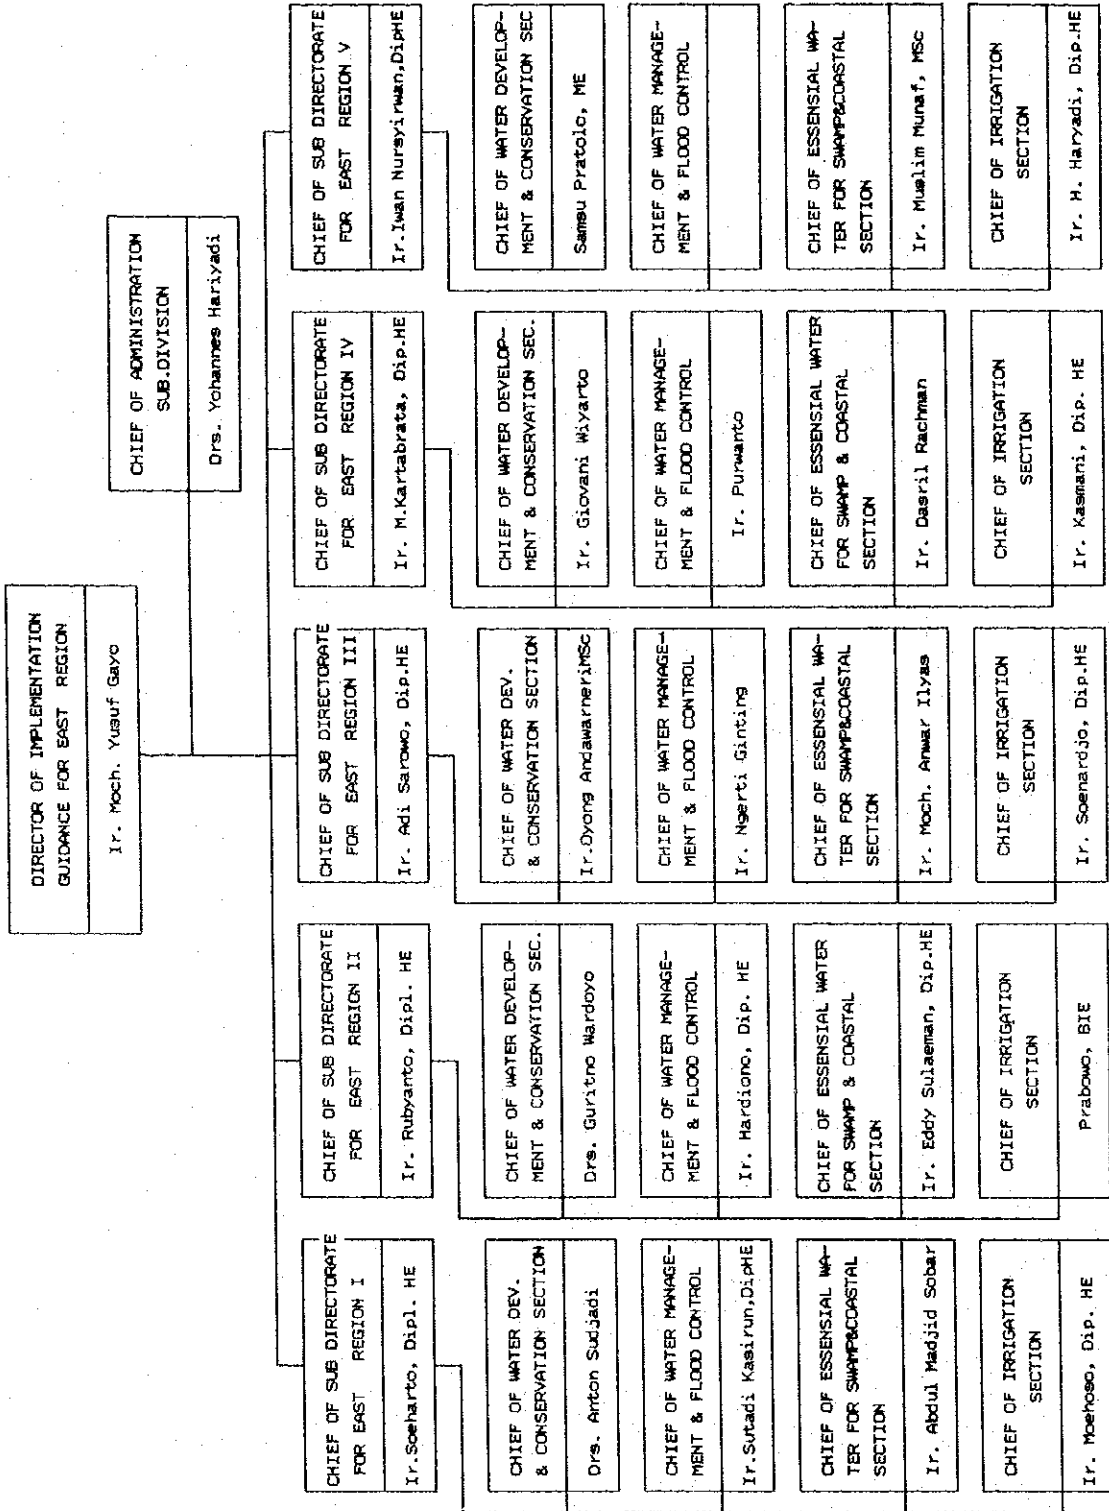 DIRECTOR OF IMPLEMENTATION
GUIDANCE FOR EAST REGION
Ir. Moch. Yusuf Gayo
CHIEF OF ADMINISTRATION
SUB.DIVISION
Drs. Yohannes Hariyadi
CHIEF OF SUB DIRECTORATE
FOR EAST REGION I
Ir.Soeharto, Dipl. HE
CHIEF OF WATER DEV.
& CONSERVATION SECTION
Drs. Anton Sudjadi
CHIEF OF WATER MANAGE-
MENT & FLOOD CONTROL
Ir.Sutadi Kasirun,DipHE
CHIEF OF ESSENSIAL WA-
TER FOR SWAMP&COASTAL
SECTION
Ir. Abdul Madjid Sobar
CHIEF OF IRRIGATION
SECTION
Ir. Moehoso, Dip. HE
CHIEF OF SUB DIRECTORATE
FOR EAST REGION II
Ir. Rubyanto, Dipl. HE
CHIEF OF WATER DEVELOP-
MENT & CONSERVATION SEC.
Drs. Guritno Wardoyo
CHIEF OF WATER MANAGE-
MENT & FLOOD CONTROL
Ir. Hardiono, Dip. HE
CHIEF OF ESSENSIAL WATER
FOR SWAMP & COASTAL
SECTION
Ir. Eddy Sulaeman, Dip.HE
CHIEF OF IRRIGATION
SECTION
Prabowo, BIE
CHIEF OF SUB DIRECTORATE
FOR EAST REGION III
Ir. Adi Sarowo, Dip.HE
CHIEF OF WATER DEV.
& CONSERVATION SECTION
Ir.Oyong AndawarneriMSc
CHIEF OF WATER MANAGE-
MENT & FLOOD CONTROL
Ir. Ngerti Ginting
CHIEF OF ESSENSIAL WA-
TER FOR SWAMP&COASTAL
SECTION
Ir. Moch. Anwar Ilyas
CHIEF OF IRRIGATION
SECTION
Ir. Soenardjo, Dip.HE
CHIEF OF SUB DIRECTORATE
FOR EAST REGION IV
Ir. M.Kartabrata, Dip.HE
CHIEF OF WATER DEVELOP-
MENT & CONSERVATION SEC.
Ir. Giovani Wiyarto
CHIEF OF WATER MANAGE-
MENT & FLOOD CONTROL
Ir. Purwanto
CHIEF OF ESSENSIAL WATER
FOR SWAMP & COASTAL
SECTION
Ir. Dasril Rachman
CHIEF OF IRRIGATION
SECTION
Ir. Kasmani, Dip. HE
CHIEF OF SUB DIRECTORATE
FOR EAST REGION V
Ir.Iwan Nursyirwan,DipHE
CHIEF OF WATER DEVELOP-
MENT & CONSERVATION SEC
Samsu Pratolo, ME
CHIEF OF WATER MANAGE-
MENT & FLOOD CONTROL
CHIEF OF ESSENSIAL WA-
TER FOR SWAMP&COASTAL
SECTION
Ir. Muslim Munaf, MSc
CHIEF OF IRRIGATION
SECTION
Ir. H. Haryadi, Dip.HE